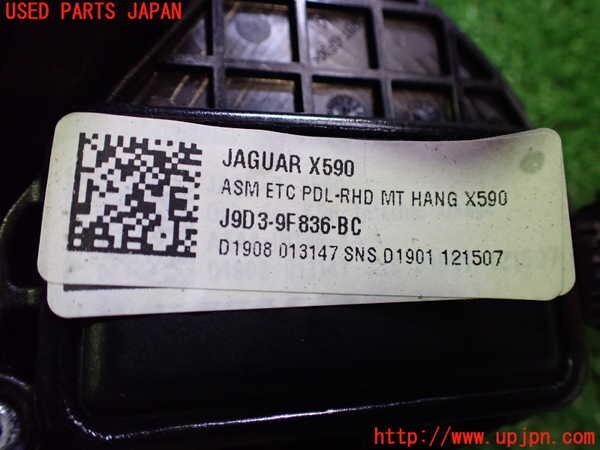 USED PARTS JAPAN
JAGUAR X590
ASM ETC PDL-RHD MT HANG X590
J9D3-9F836-BC
D1908 013147 SNS D1901 121507
http://www.upjpn.com/